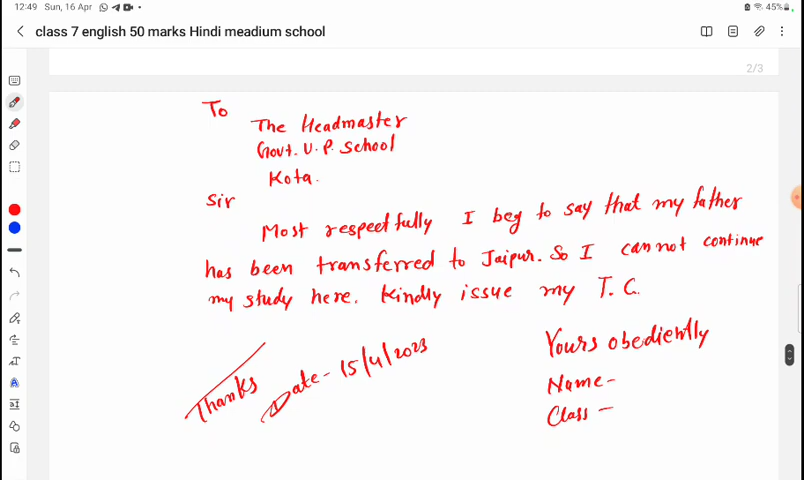 12:49 Sun, 16 Apr
45%
class 7 english 50 marks Hindi meadium school
2/3
To
The Headmaster
Govt. U.P. School
Kota.
Sir
Most respectfully I beg to say that my father
has been transferred to Jaipur. So I cannot continue
my study here. Kindly issue my T.C.
Thanks
Date- 15/4/2023
Yours obediently
Name-
Class -